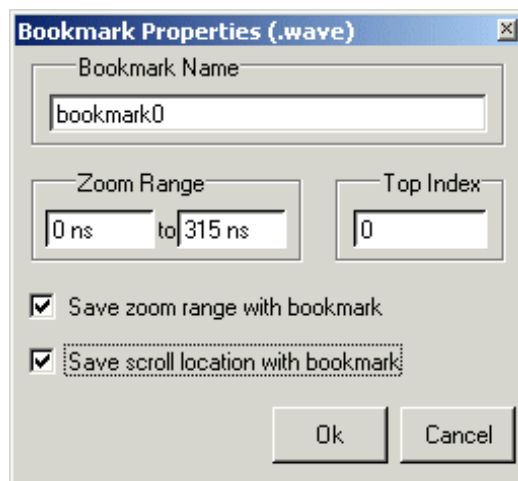 Bookmark Properties (.wave)
Bookmark Name
bookmark0
Zoom Range
Top Index
0 ns to 315 ns
0
Save zoom range with bookmark
Save scroll location with bookmark
Ok
Cancel